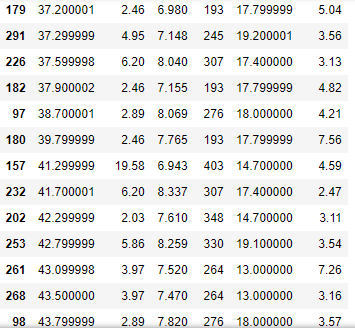 179 37.200001 2.46 6.980 193 17.799999 5.04
291 37.299999 4.95 7.148 245 19.200001 3.56
226 37.599998 6.20 8.040 307 17.400000 3.13
182 37.900002 2.46 7.155 193 17.799999 4.82
97 38.700001 2.89 8.069 276 18.000000 4.21
180 39.799999 2.46 7.765 193 17.799999 7.56
157 41.299999 19.58 6.943 403 14.700000 4.59
232 41.700001 6.20 8.337 307 17.400000 2.47
202 42.299999 2.03 7.610 348 14.700000 3.11
253 42.799999 5.86 8.259 330 19.100000 3.54
261 43.099998 3.97 7.520 264 13.000000 7.26
268 43.500000 3.97 7.470 264 13.000000 3.16
98 43.799999 2.89 7.820 276 18.000000 3.57